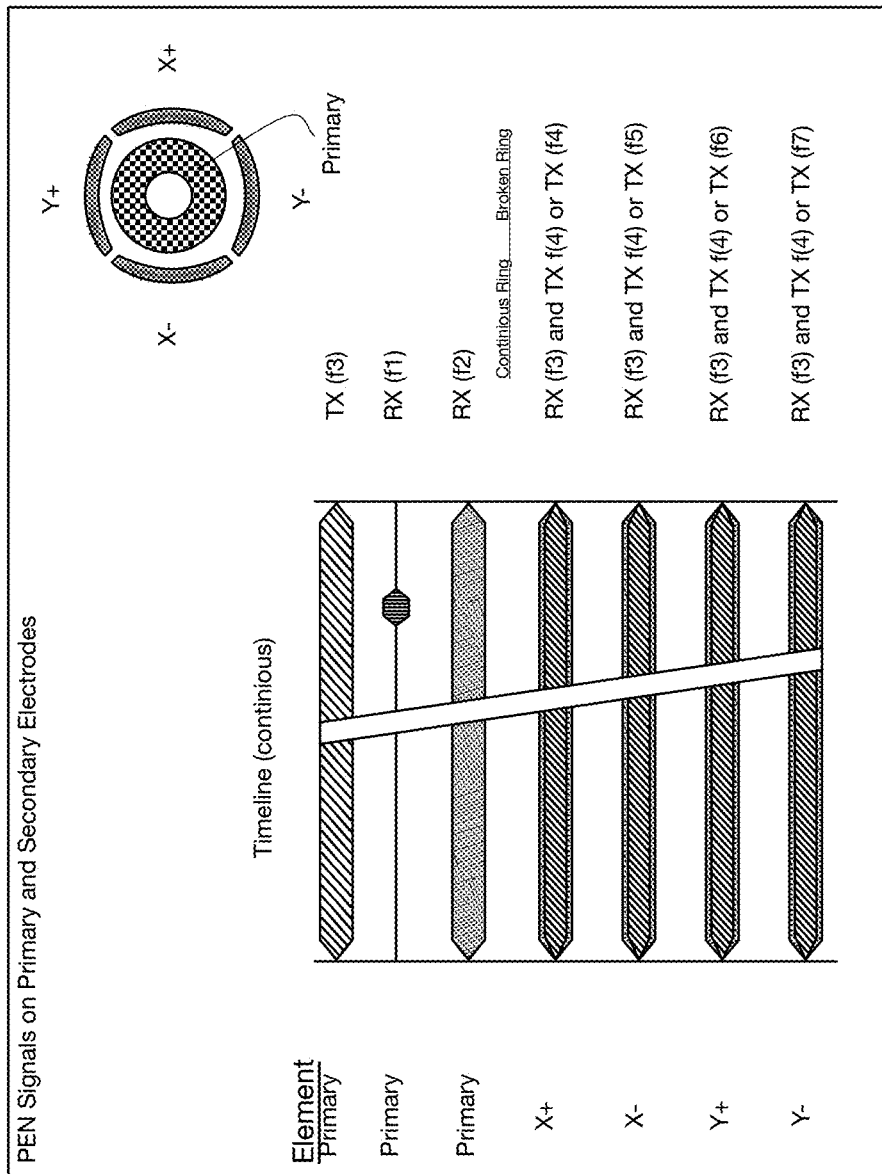 PEN Signals on Primary and Secondary Electrodes
Y+
X-
X+
Y-
Primary
Timeline (continious)
Element
Continious Ring Broken Ring
Primary TX (f3)
Primary RX (f1)
Primary RX (f2)
X+ RX (f3) and TX f(4) or TX (f4)
X- RX (f3) and TX f(4) or TX (f5)
Y+ RX (f3) and TX f(4) or TX (f6)
Y- RX (f3) and TX f(4) or TX (f7)